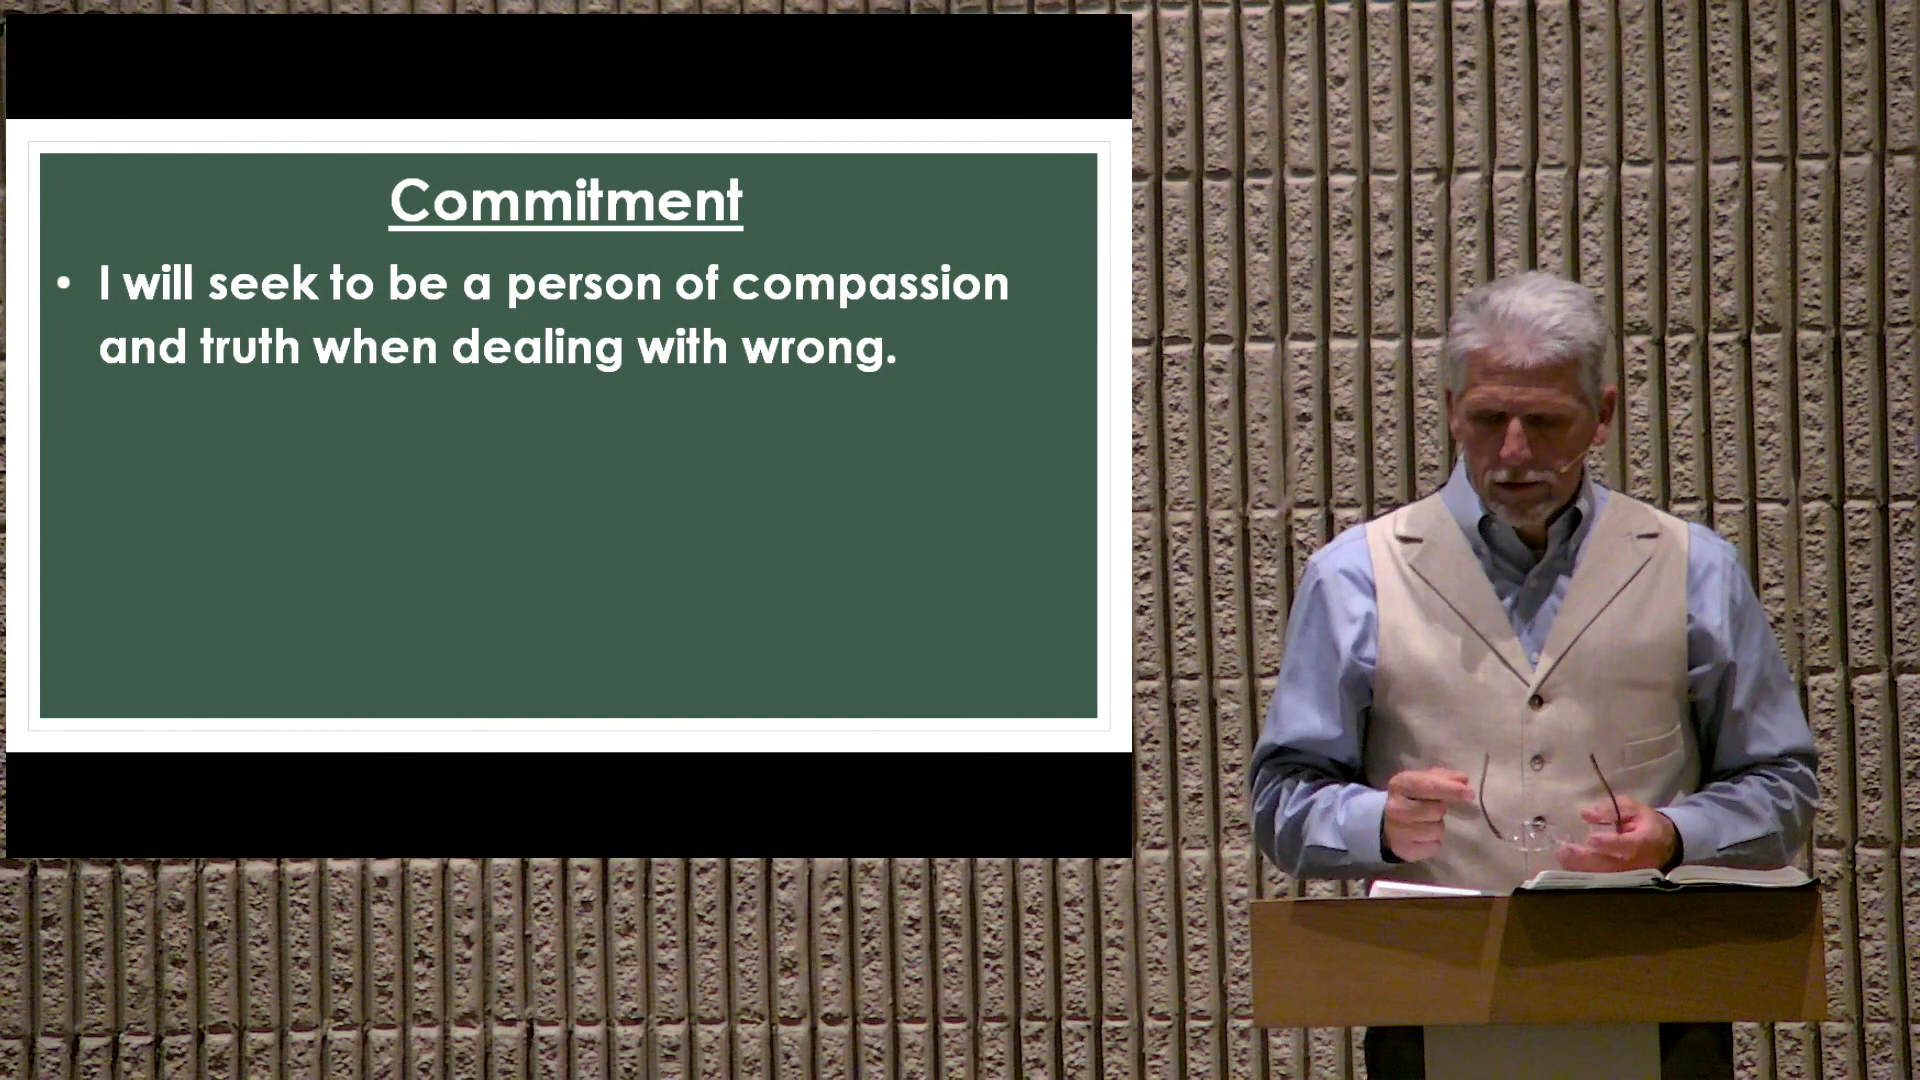 Commitment
• I will seek to be a person of compassion
and truth when dealing with wrong.